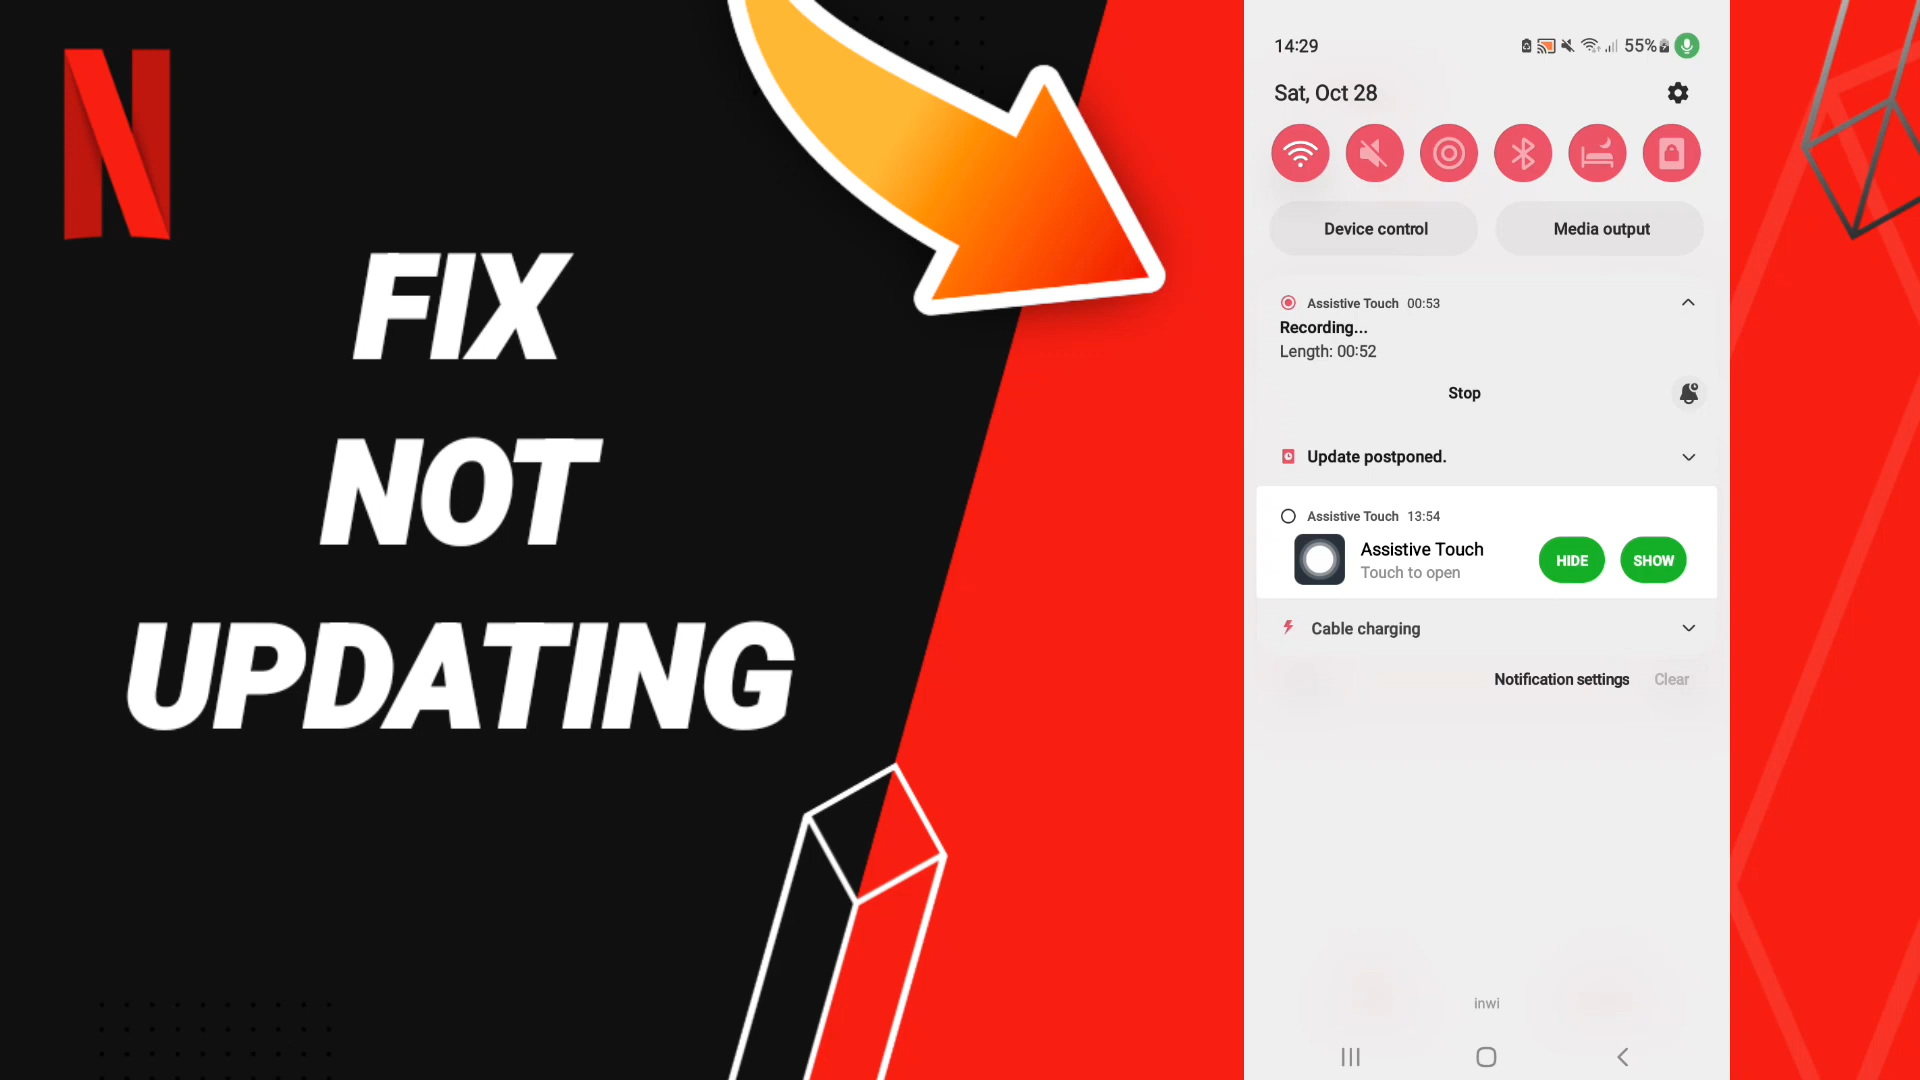 FIX
NOT
UPDATING
14:29
55%
Sat, Oct 28
Device control
Media output
Assistive Touch 00:53
Recording...
Length: 00:52
Stop
Update postponed.
Assistive Touch 13:54
Assistive Touch
Touch to open
HIDE
SHOW
Cable charging
Notification settings
Clear
inwi